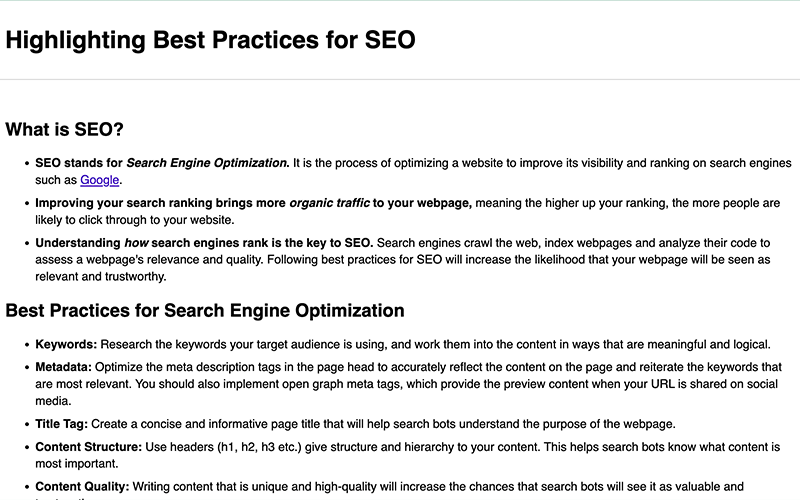 Highlighting Best Practices for SEO
What is SEO?
• SEO stands for Search Engine Optimization. It is the process of optimizing a website to improve its visibility and ranking on search engines
such as Google.
• Improving your search ranking brings more organic traffic to your webpage, meaning the higher up your ranking, the more people are
likely to click through to your website.
• Understanding how search engines rank is the key to SEO. Search engines crawl the web, index webpages and analyze their code to
assess a webpage's relevance and quality. Following best practices for SEO will increase the likelihood that your webpage will be seen as
relevant and trustworthy.
Best Practices for Search Engine Optimization
• Keywords: Research the keywords your target audience is using, and work them into the content in ways that are meaningful and logical.
• Metadata: Optimize the meta description tags in the page head to accurately reflect the content on the page and reiterate the keywords that
are most relevant. You should also implement open graph meta tags, which provide the preview content when your URL is shared on social
media.
• Title Tag: Create a concise and informative page title that will help search bots understand the purpose of the webpage.
• Content Structure: Use headers (h1, h2, h3 etc.) give structure and hierarchy to your content. This helps search bots know what content is
most important.
• Content Quality: Writing content that is unique and high-quality will increase the chances that search bots will see it as valuable and